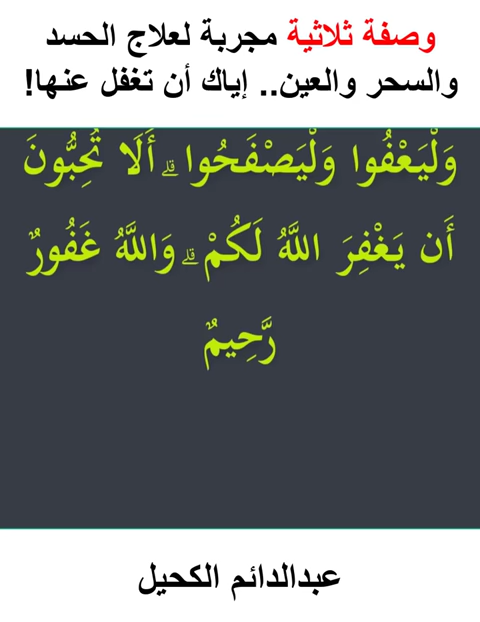 وصفة ثلاثية مجربة لعلاج الحسد
والسحر والعين.. إياك أن تغفل عنها!
وَلْيَعْفُوا وَلْيَصْفَحُوا ۗ أَلَا تُحِبُّونَ
أَن يَغْفِرَ اللَّهُ لَكُمْ ۗ وَاللَّهُ غَفُورٌ
رَّحِيمٌ
عبدالدائم الكحيل